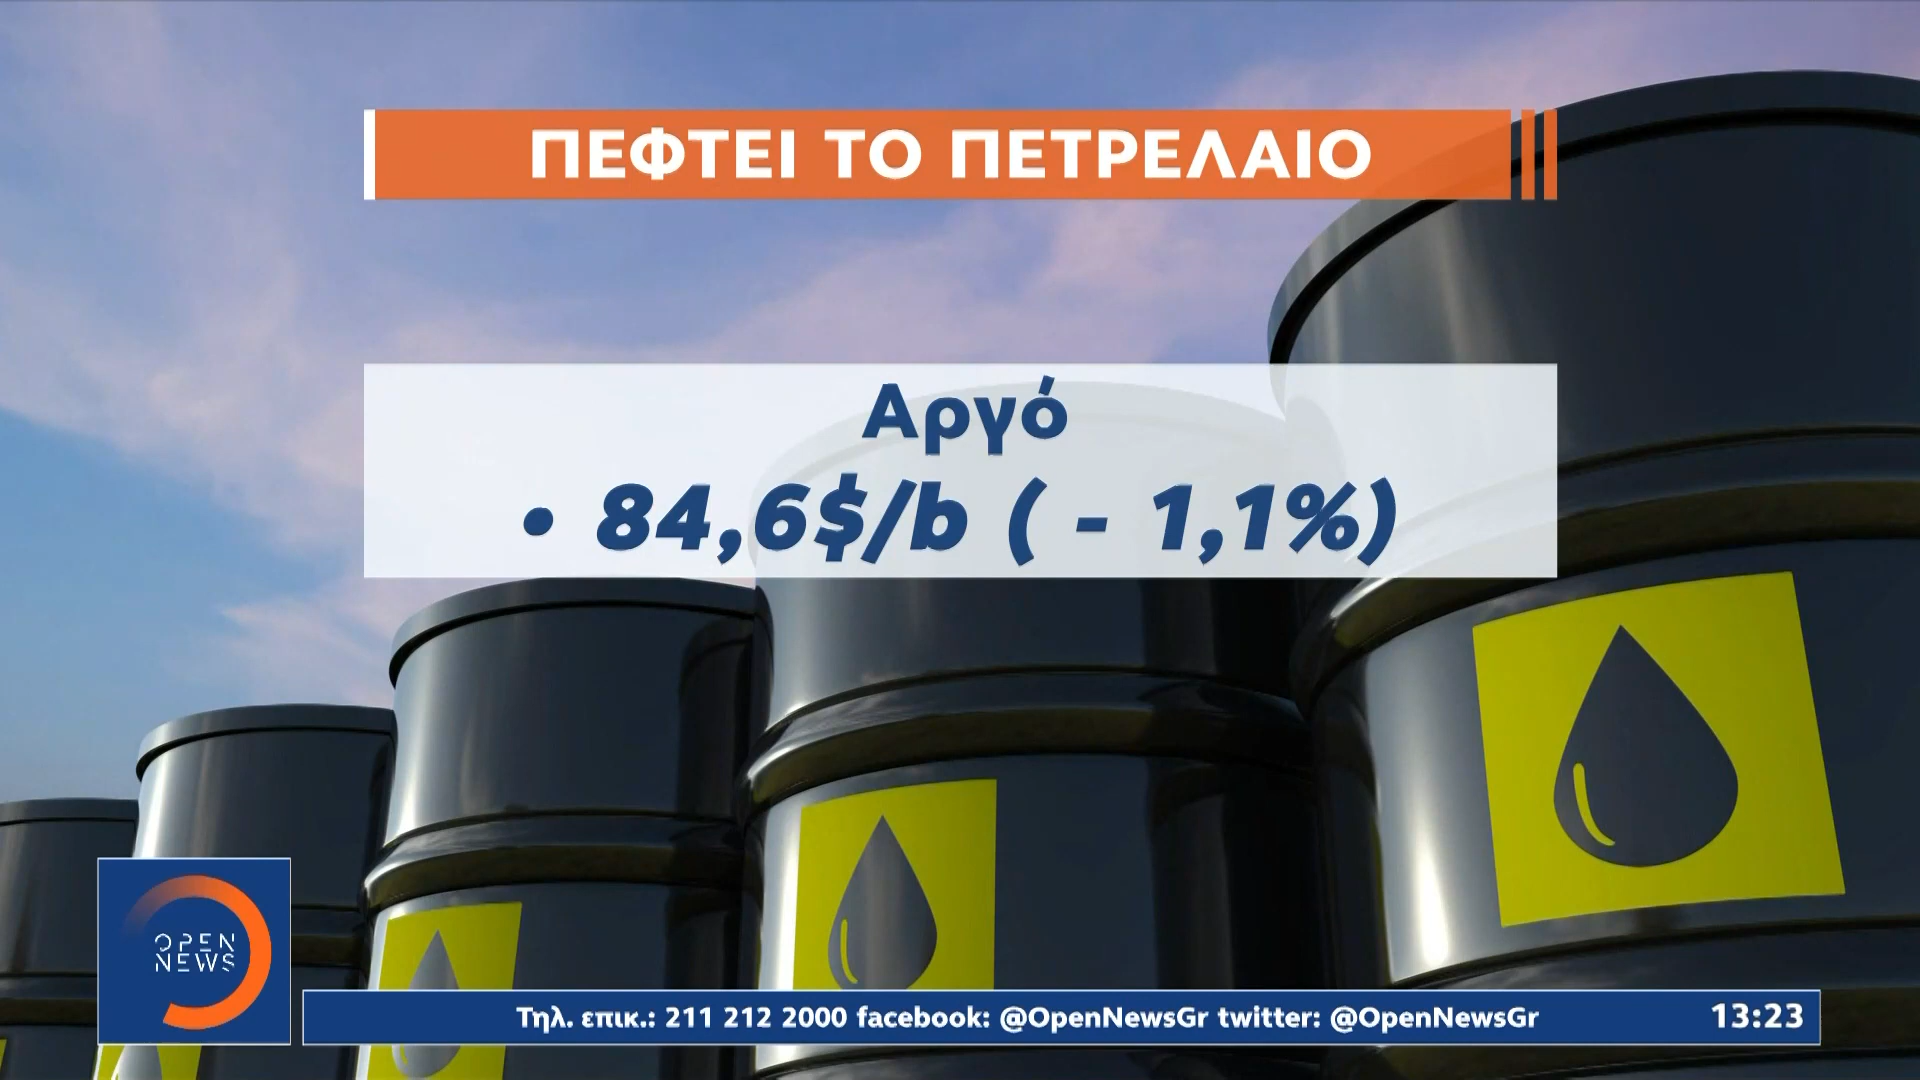 ΠΕΦΤΕΙ ΤΟ ΠΕΤΡΕΛΑΙΟ
Αργό
• 84,6$/b ( - 1,1%)
OPEN
NEWS
Τηλ. επικ.: 211 212 2000 facebook: @OpenNewsGr twitter: @OpenNewsGr
13:23